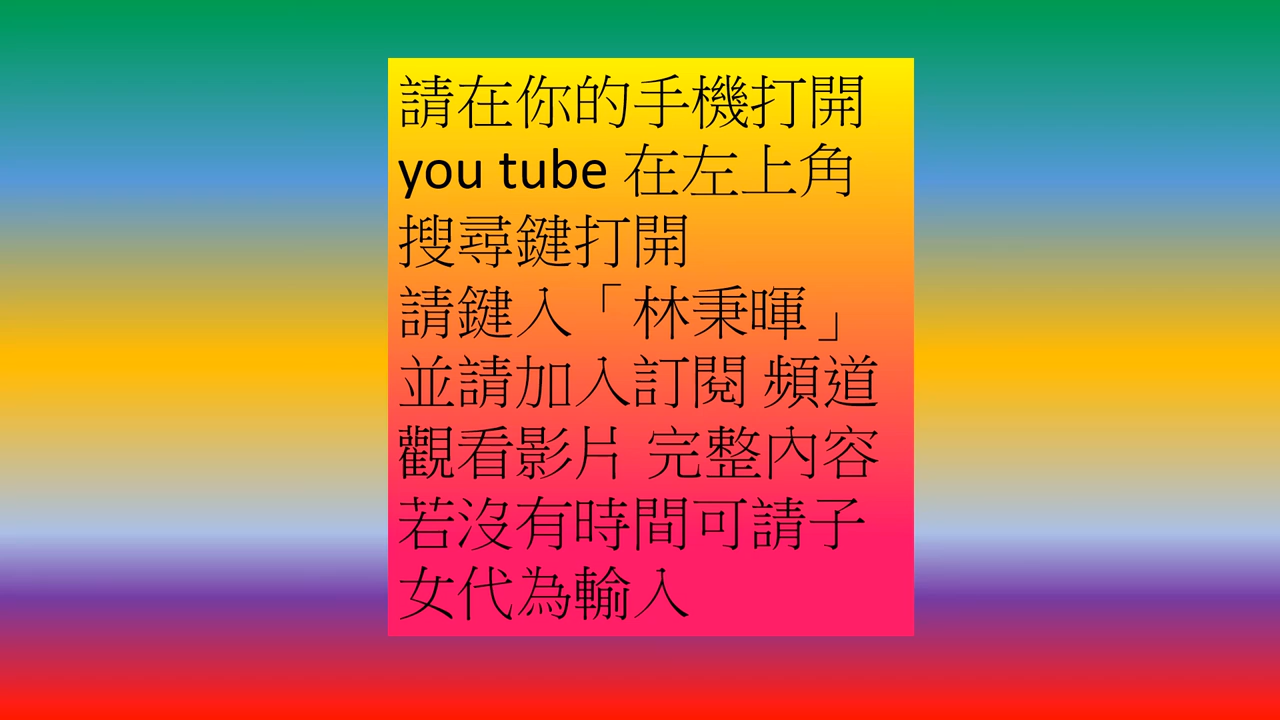 請在你的手機打開
you tube 在左上角
搜尋鍵打開
請鍵入「林秉暉」
並請加入訂閱 頻道
觀看影片 完整內容
若沒有時間可請子
女代為輸入